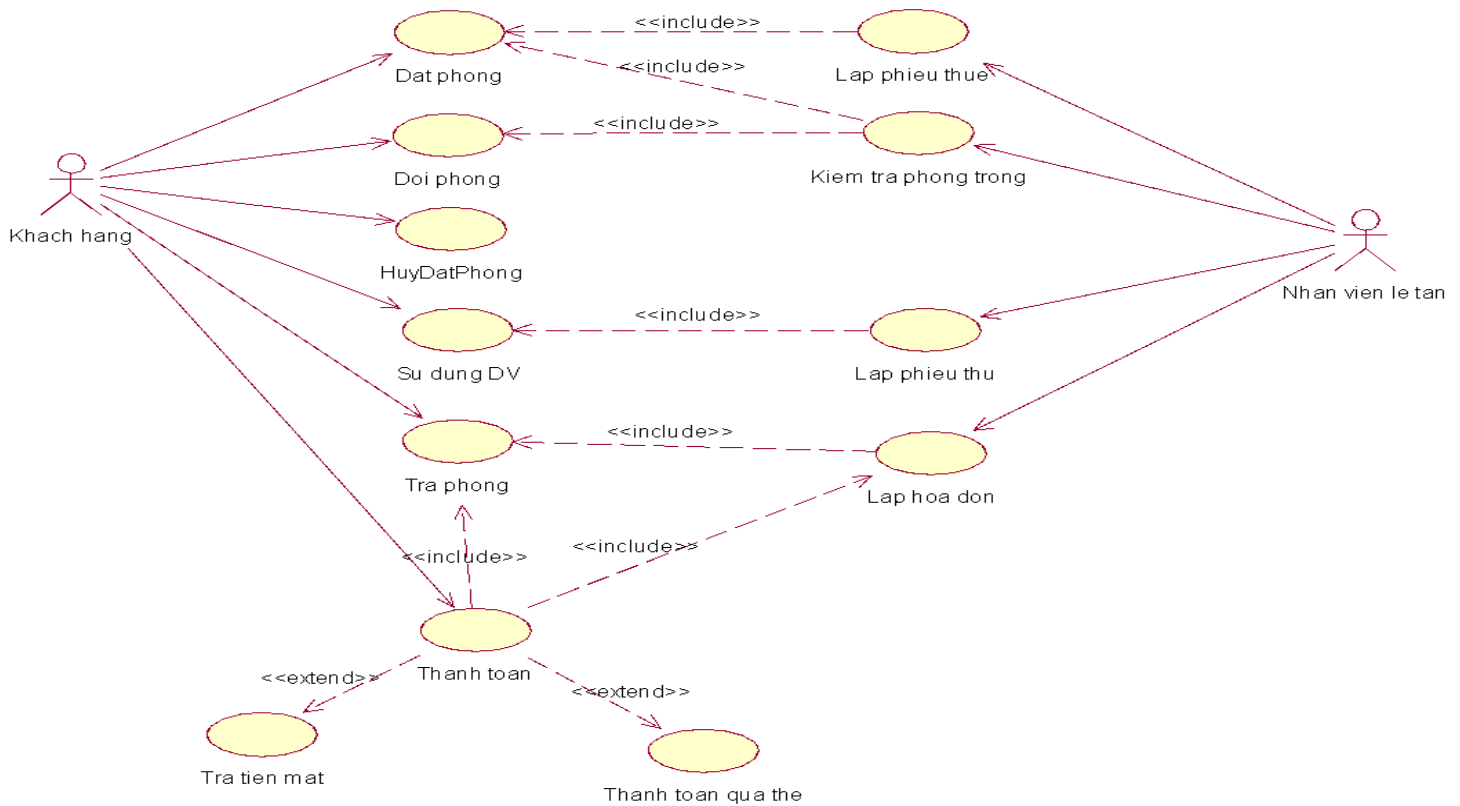 <<include>>
Dat phong
<<include>>
Lap phieu thue
<<include>>
Doi phong
Kiem tra phong trong
Khach hang
HuyDatPhong
Nhan vien le tan
<<include>>
Su dung DV
Lap phieu thu
<<include>>
Tra phong
Lap hoa don
<<include>>
<<include>>
Thanh toan
<<extend>>
<<extend>>
Tra tien mat
Thanh toan qua the